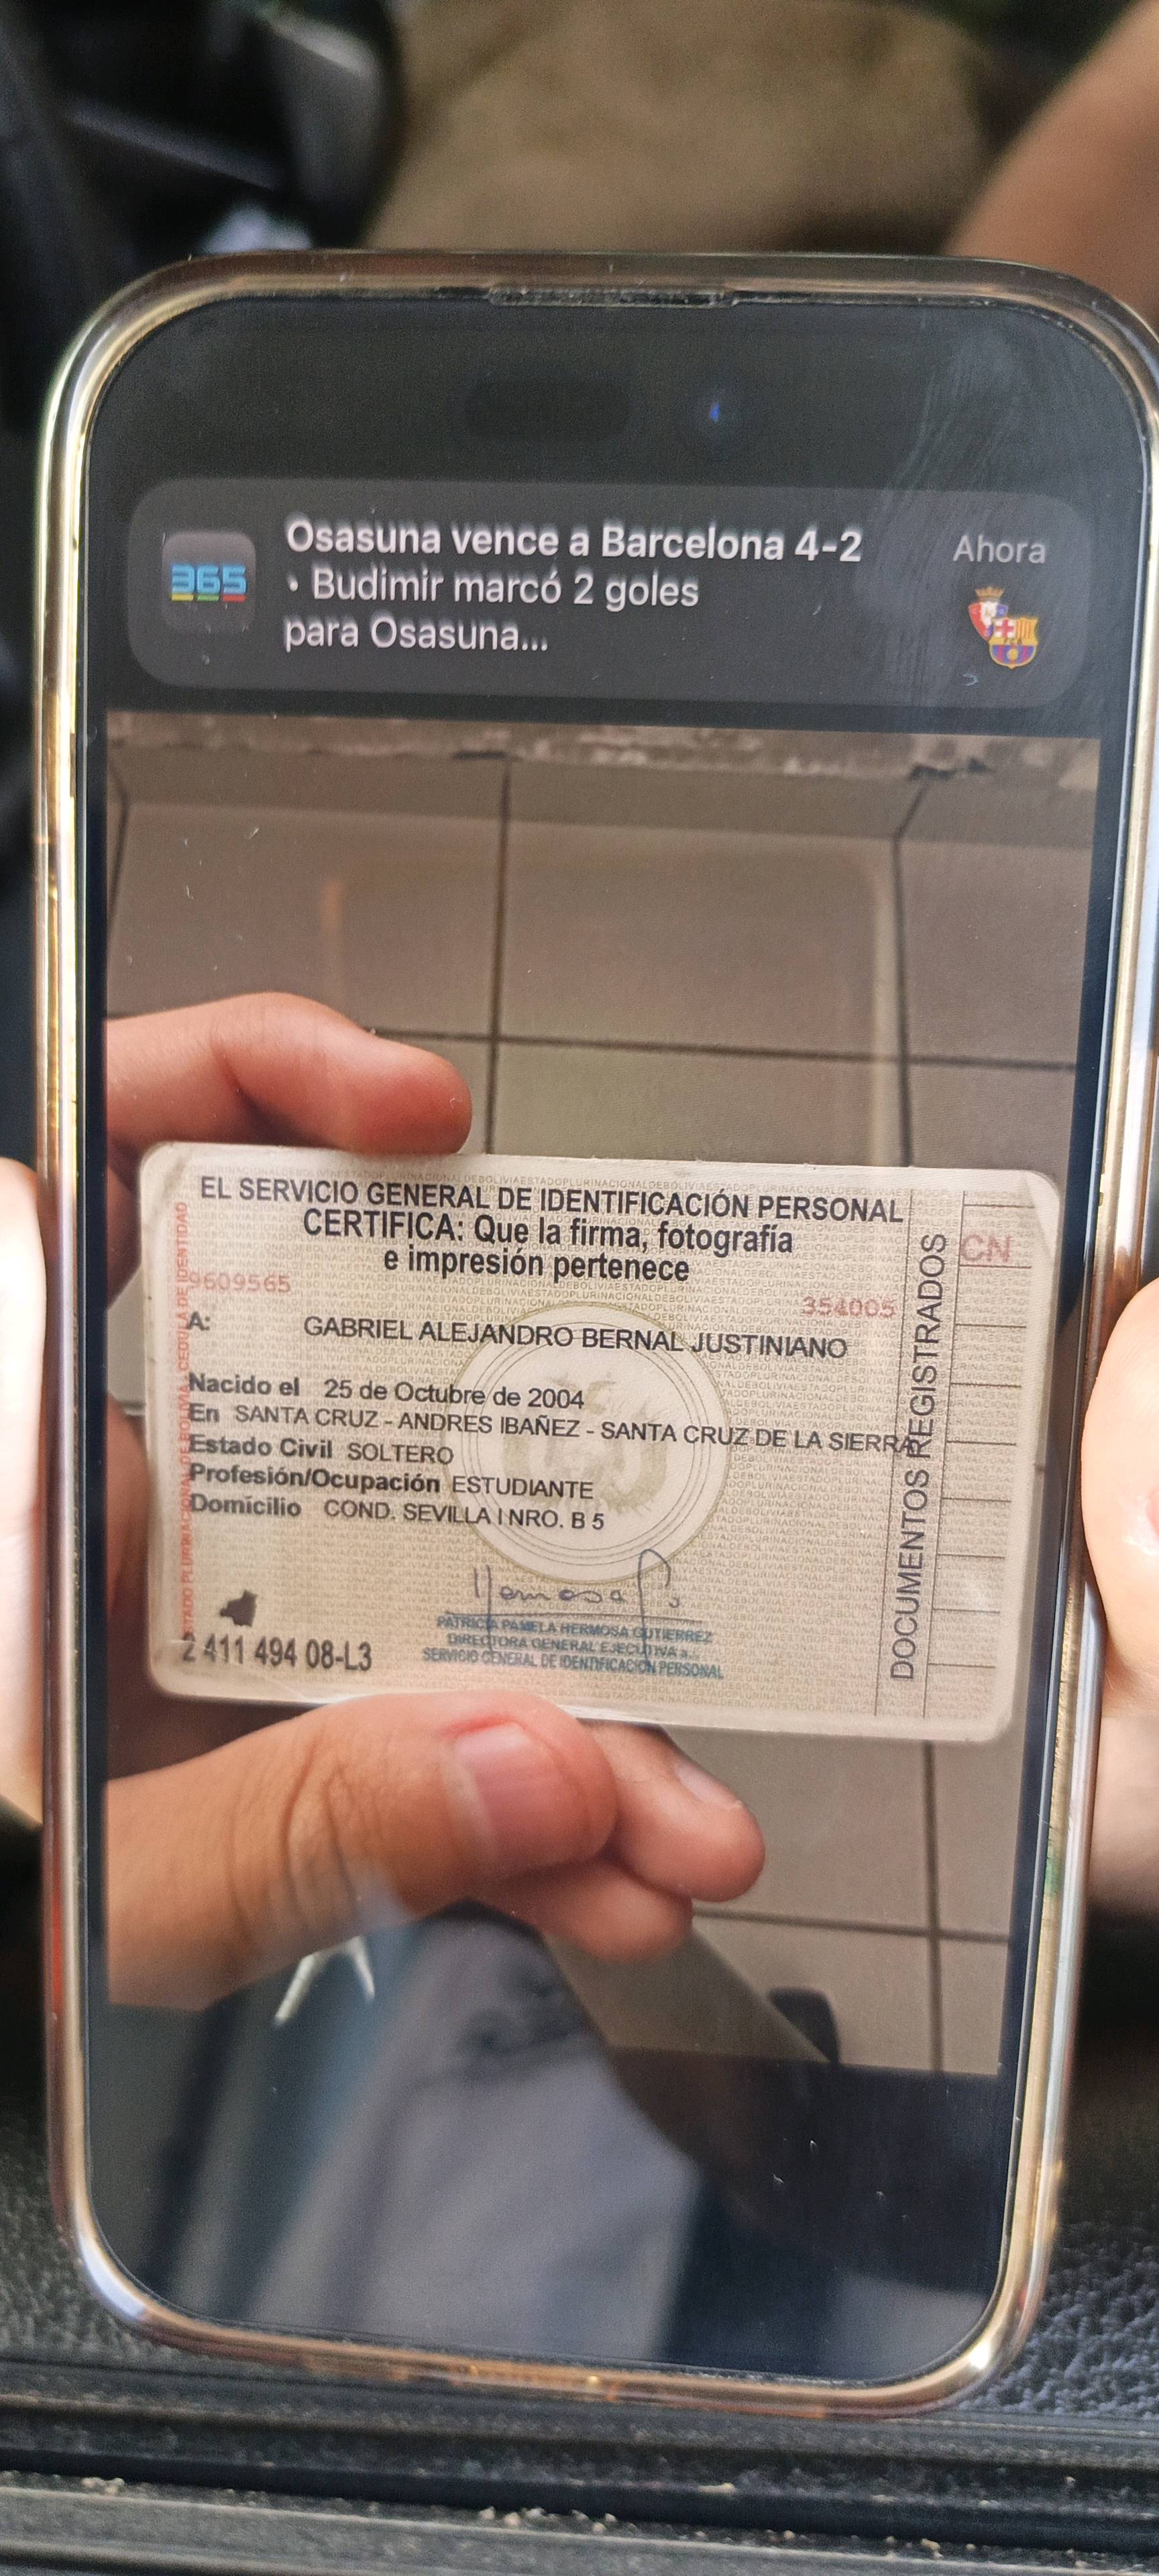 365
Osasuna vence a Barcelona 4-2
Ahora
• Budimir marcó 2 goles
para Osasuna...
EL SERVICIO GENERAL DE IDENTIFICACIÓN PERSONAL
CERTIFICA: Que la firma, fotografía
e impresión pertenece
9609565
354005
CN
A: GABRIEL ALEJANDRO BERNAL JUSTINIANO
Nacido el 25 de Octubre de 2004
En SANTA CRUZ - ANDRES IBAÑEZ - SANTA CRUZ DE LA SIERRA
Estado Civil SOLTERO
Profesión/Ocupación ESTUDIANTE
Domicilio COND. SEVILLA I NRO. B 5
Hermosa
PATRICIA PAMELA HERMOSA GUTIERREZ
DIRECTORA GENERAL EJECUTIVA a.
SERVICIO GENERAL DE IDENTIFICACIÓN PERSONAL
2 411 494 08-L3
DOCUMENTOS REGISTRADOS
ESTADO PLURINACIONAL DE BOLIVIA CEDULA DE IDENTIDAD